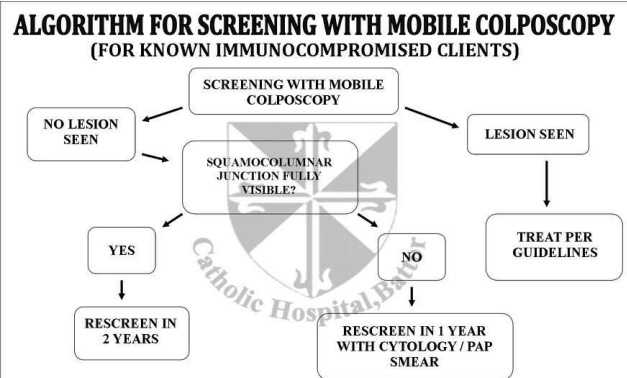 ALGORITHM FOR SCREENING WITH MOBILE COLPOSCOPY
(FOR KNOWN IMMUNOCOMPROMISED CLIENTS)
SCREENING WITH MOBILE
COLPOSCOPY
NO LESION
SEEN
LESION SEEN
SQUAMOCOLUMNAR
JUNCTION FULLY
VISIBLE?
TREAT PER
GUIDELINES
YES
NO
RESCREEN IN
2 YEARS
RESCREEN IN 1 YEAR
WITH CYTOLOGY / PAP
SMEAR
Catholic Hospital, Battor